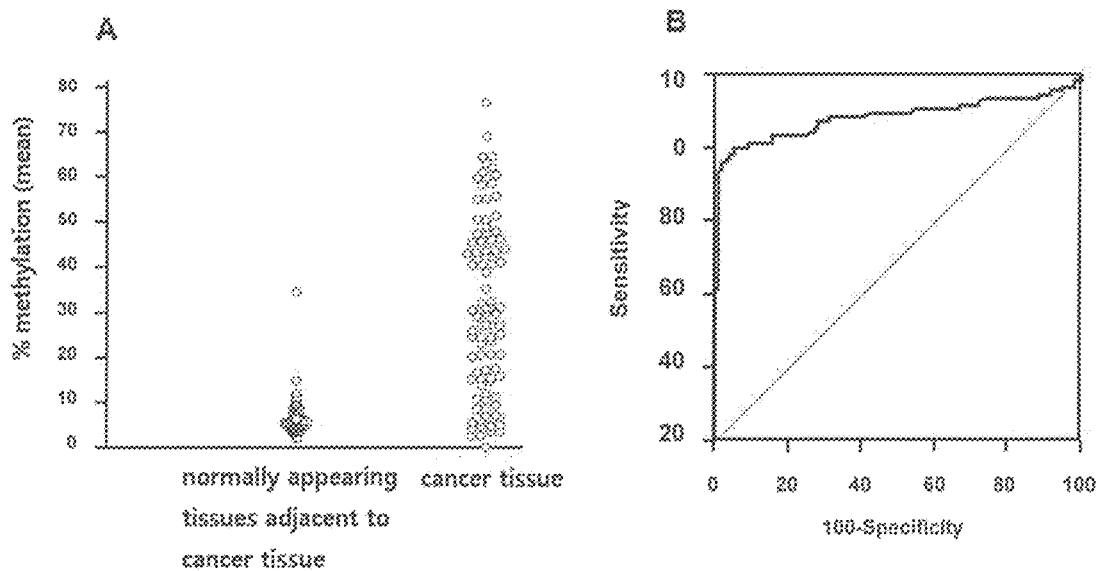 A
80
70
60
50
40
30
20
10
0
% methylation (mean)
normally appearing
tissues adjacent to
cancer tissue
cancer tissue
B
10
0
80
60
40
20
Sensitivity
0
20
40
60
80
100
100-Specificity